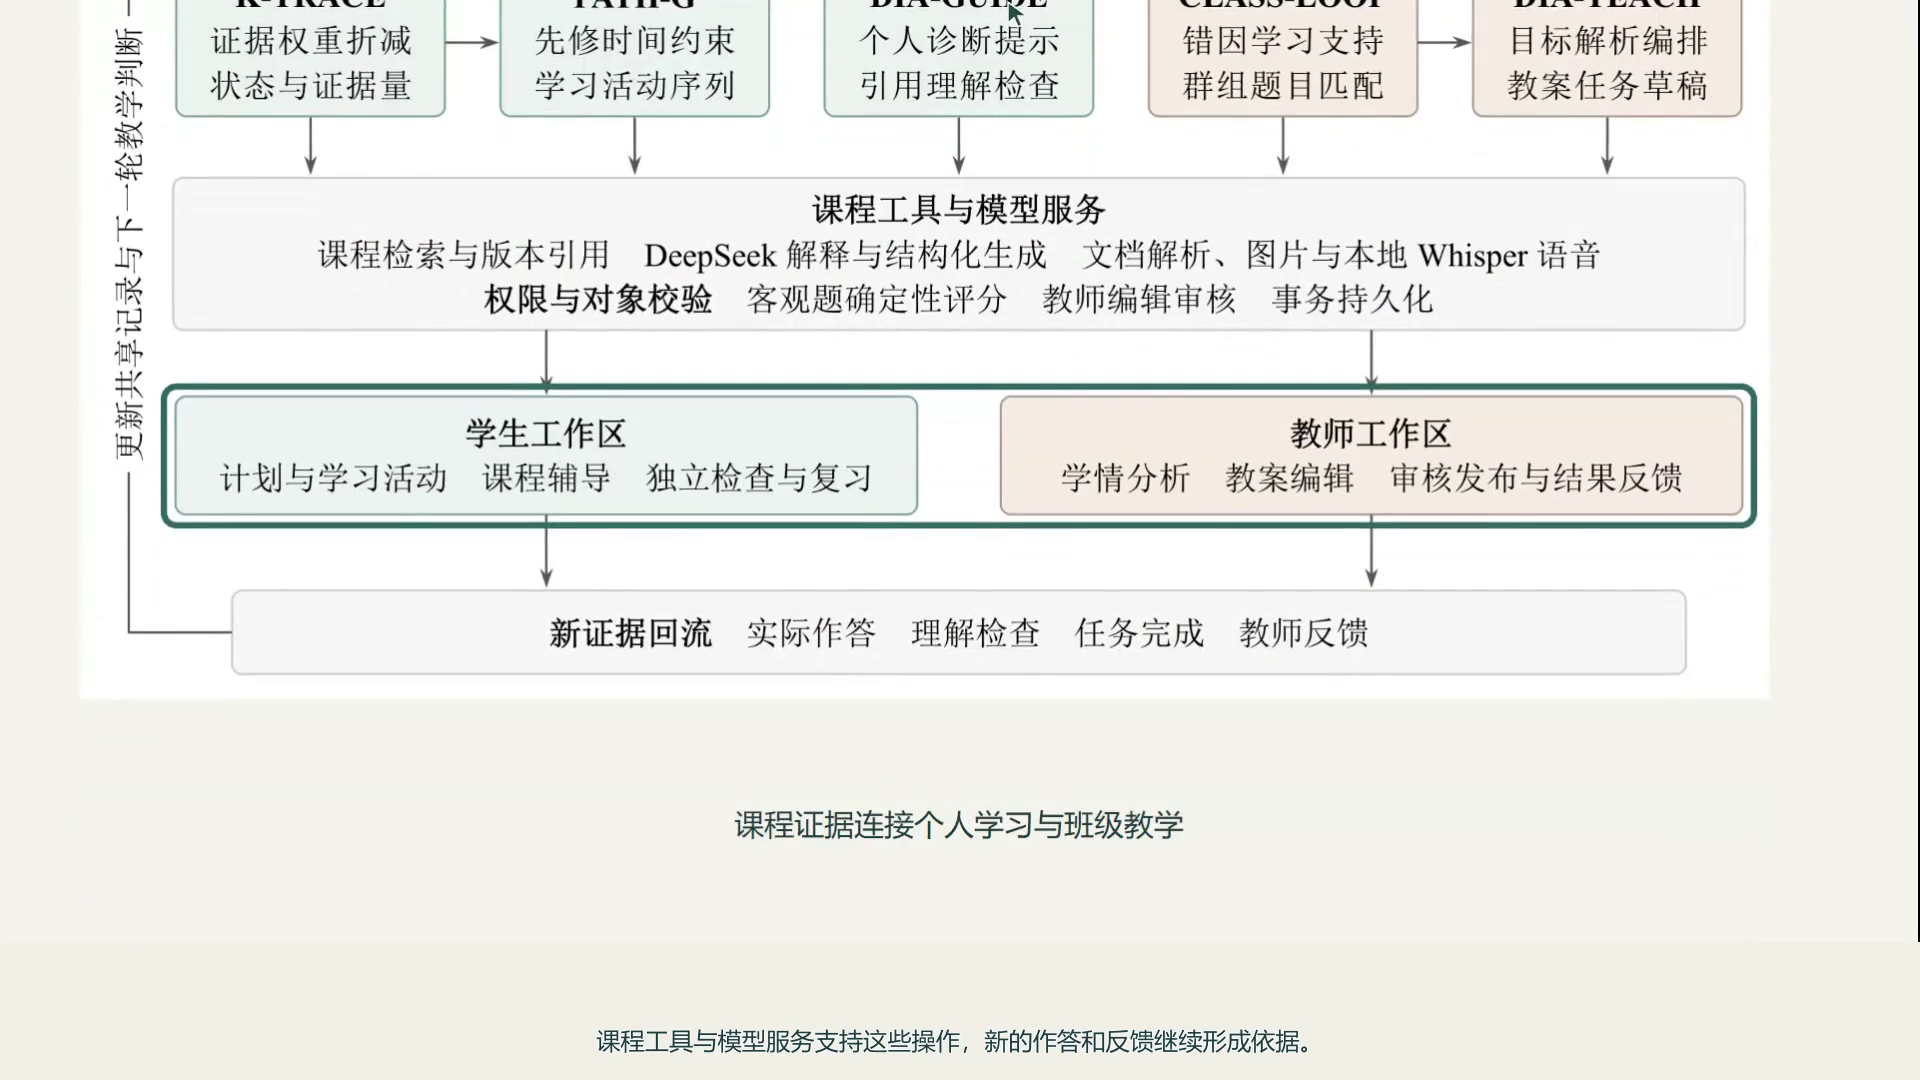 K-TRACE
证据权重折减
状态与证据量
PATH-G
先修时间约束
学习活动序列
DIA-GUIDE
个人诊断提示
引用理解检查
CLASS-LOOP
错因学习支持
群组题目匹配
DIA-TEACH
目标解析编排
教案任务草稿
更新共享记录与下一轮教学判断
课程工具与模型服务
课程检索与版本引用 DeepSeek 解释与结构化生成 文档解析、图片与本地 Whisper 语音
权限与对象校验 客观题确定性评分 教师编辑审核 事务持久化
学生工作区
计划与学习活动 课程辅导 独立检查与复习
教师工作区
学情分析 教案编辑 审核发布与结果反馈
新证据回流 实际作答 理解检查 任务完成 教师反馈
课程证据连接个人学习与班级教学
课程工具与模型服务支持这些操作，新的作答和反馈继续形成依据。